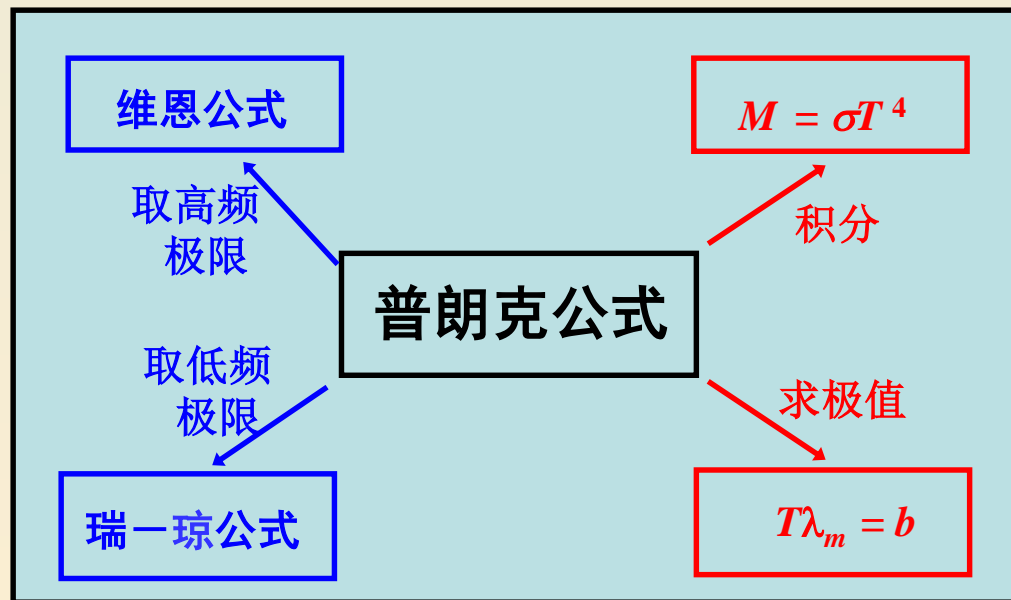 维恩公式
M = σT⁴
取高频
极限
积分
普朗克公式
取低频
极限
求极值
瑞－琼公式
Tλₘ = b